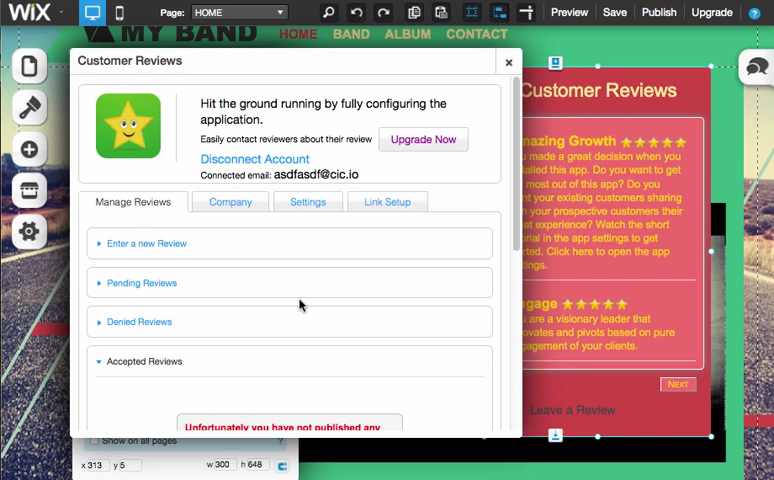 WiX
Page:
HOME
Preview
Save
Publish
Upgrade
?
MY BAND
HOME
BAND
ALBUM
CONTACT
Customer Reviews
×
Hit the ground running by fully configuring the
application.
Easily contact reviewers about their review
Upgrade Now
Disconnect Account
Connected email: asdfasdf@cic.io
Manage Reviews
Company
Settings
Link Setup
Enter a new Review
Pending Reviews
Denied Reviews
Accepted Reviews
Unfortunately you have not published any
Show on all pages
?
x 313
y 5
w 300
h 648
Customer Reviews
mazing Growth
u made a great decision when you
talled this app. Do you want to get
most out of this app? Do you
nt your existing customers sharing
h your prospective customers their
at experience? Watch the short
orial in the app settings to get
rted. Click here to open the app
tings.
ngage
u are a visionary leader that
ovates and pivots based on pure
gagement of your clients.
NEXT
Leave a Review